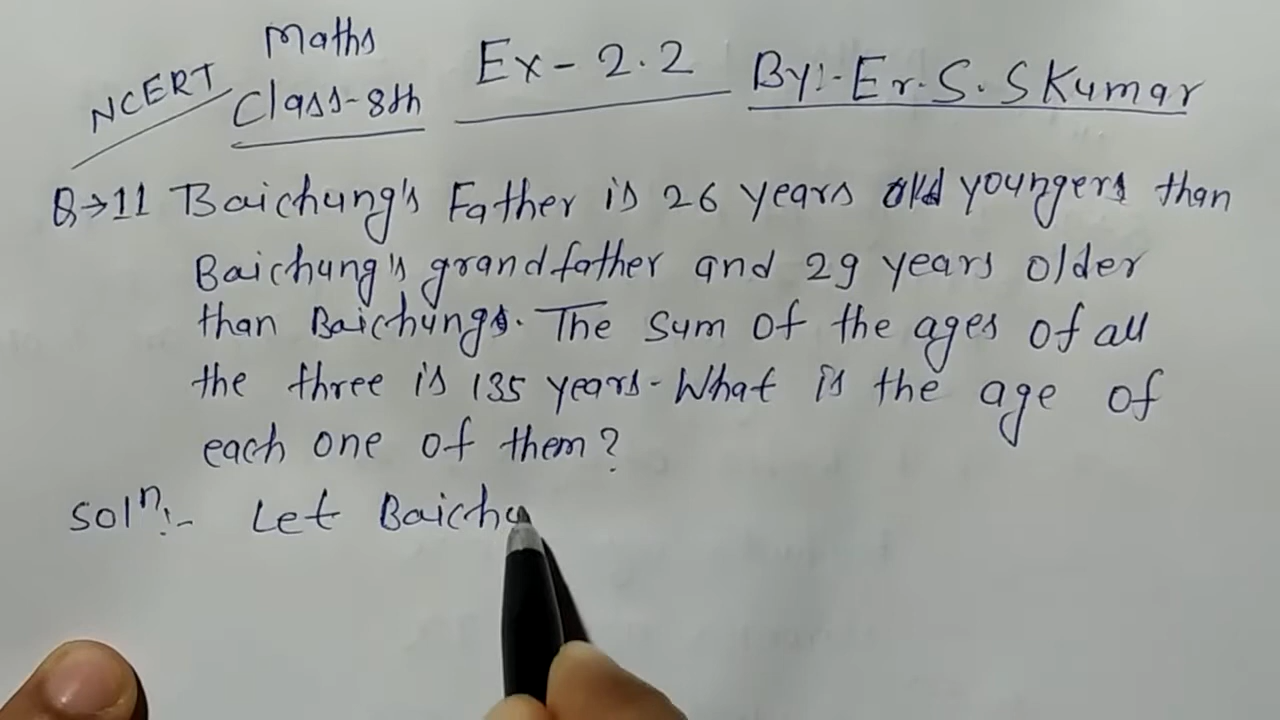 NCERT
Maths
Class-8th
Ex-2.2
By:-Er.S.SKumar
Q→11 Baichung's Father is 26 years youngers than
Baichung's grandfather and 29 years older
than Baichungs. The sum of the ages of all
the three is 135 years. What is the age of
each one of them?
Solⁿ:- Let Baichu